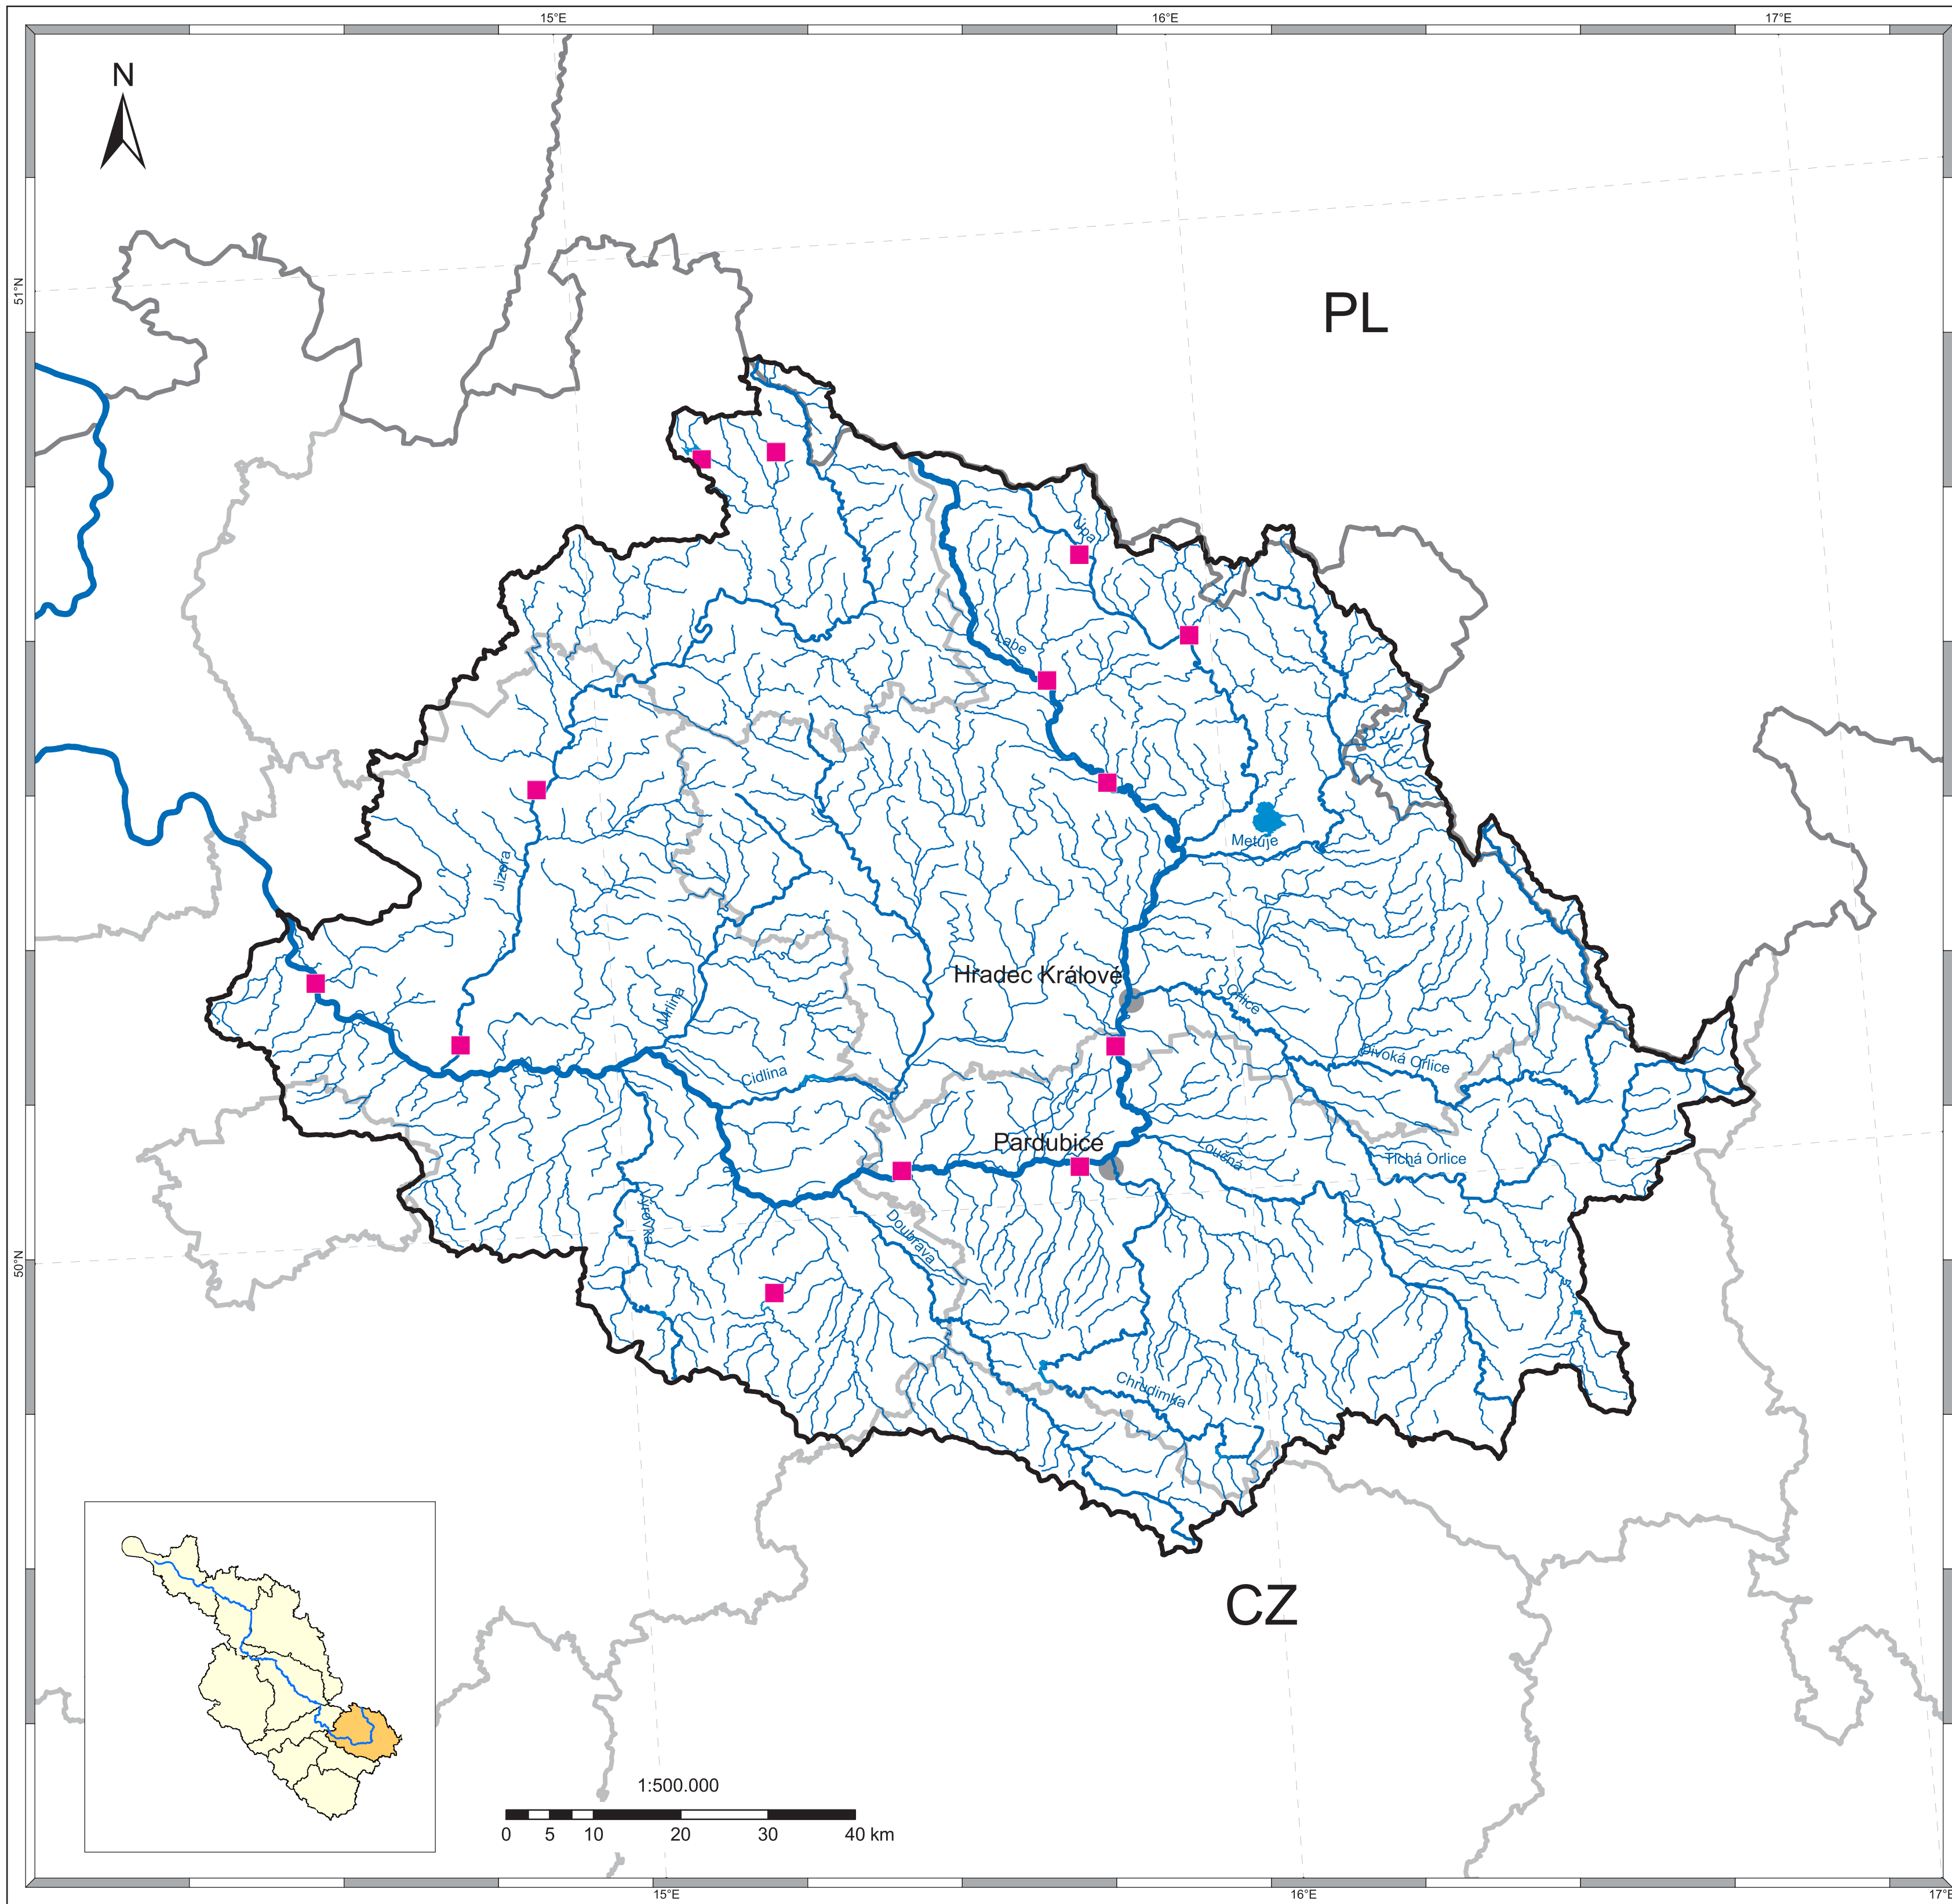 15°E
16°E
17°E
N
51°N
PL
Úpa
Labe
Metuje
Jizera
Hradec Králové
Mrlina
Orlice
Divoká Orlice
Cidlina
Pardubice
Loučná
Tichá Orlice
Výrovka
Doubrava
50°N
Chrudimka
CZ
1:500.000
0 5 10 20 30 40 km
15°E
16°E
17°E